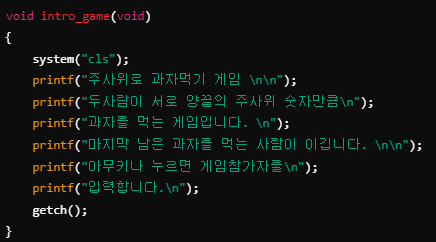 void intro_game(void)
{
system("cls");
printf("주사위로 과자먹기 게임 \n\n");
printf("두사람이 서로 양끝의 주사위 숫자만큼\n");
printf("과자를 먹는 게임입니다. \n");
printf("마지막 남은 과자를 먹는 사람이 이깁니다. \n\n");
printf("아무키나 누르면 게임참가자를\n");
printf("입력합니다.\n");
getch();
}